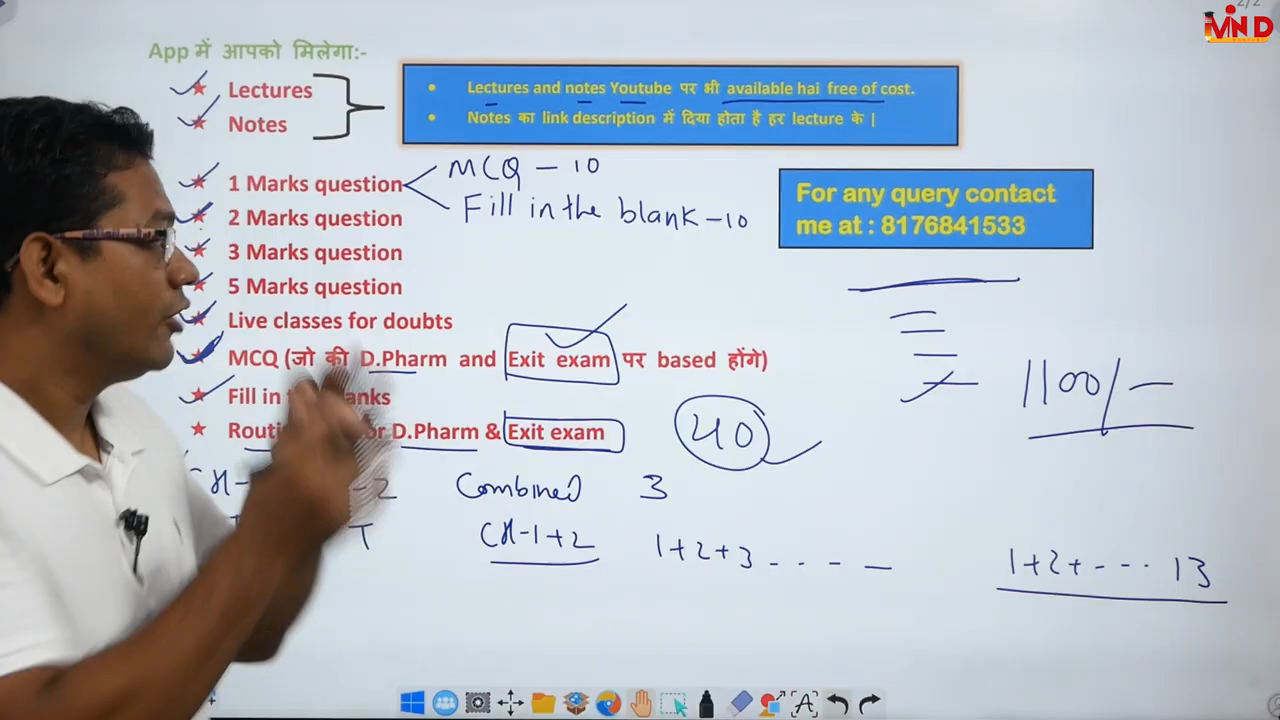 2/2
MIND
App में आपको मिलेगा:-
Lectures
Notes
Lectures and notes Youtube पर भी available hai free of cost.
Notes का link description में दिया होता है हर lecture के |
1 Marks question
MCQ - 10
Fill in the blank - 10
2 Marks question
3 Marks question
5 Marks question
For any query contact
me at : 8176841533
Live classes for doubts
MCQ (जो की D.Pharm and Exit exam पर based होंगे)
Fill in
D.Pharm & Exit exam
40
1100/-
Combined 3
CH-1+2
1+2+3 - - - -
1+2+ - - - 13